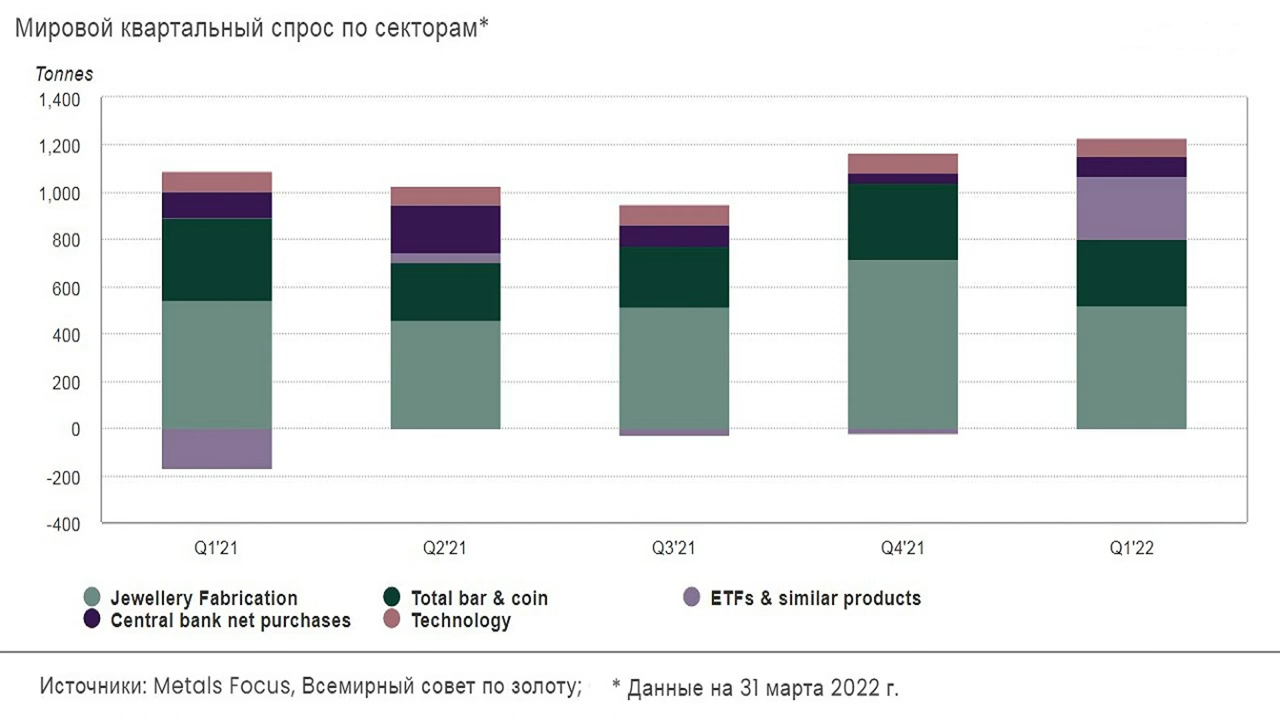 Мировой квартальный спрос по секторам*
Tonnes
1,400
1,200
1,000
800
600
400
200
0
-200
-400
Q1'21 Q2'21 Q3'21 Q4'21 Q1'22
Jewellery Fabrication Total bar & coin ETFs & similar products
Central bank net purchases Technology
Источники: Metals Focus, Всемирный совет по золоту; * Данные на 31 марта 2022 г.